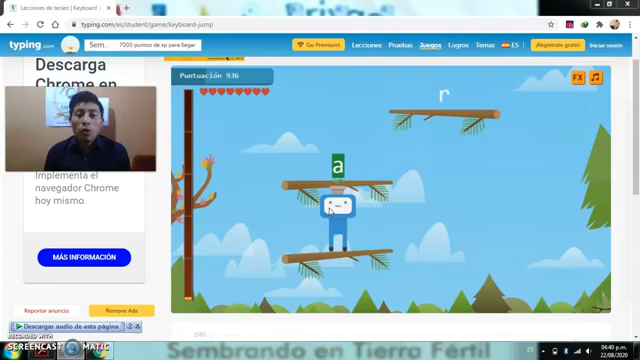 Lecciones de tecleo | Keyboard J
typing.com/es/student/game/keyboard-jump
typing.com
Sem...
7000 puntos de xp para llegar
Go Premium!
Lecciones
Pruebas
Juegos
Logros
Temas
ES
¡Regístrate gratis!
Iniciar sesión
Descarga
Chrome en
Implementa el
navegador Chrome
hoy mismo.
MÁS INFORMACIÓN
Reportar anuncio
Remove Ads
Puntuación 936
FX
r
a
Descargar audio de esta página
RECORDED WITH
SCREENCAST MATIC
1580
Sembrando en Tierra Fértil
ES
04:40 p.m.
22/08/2020